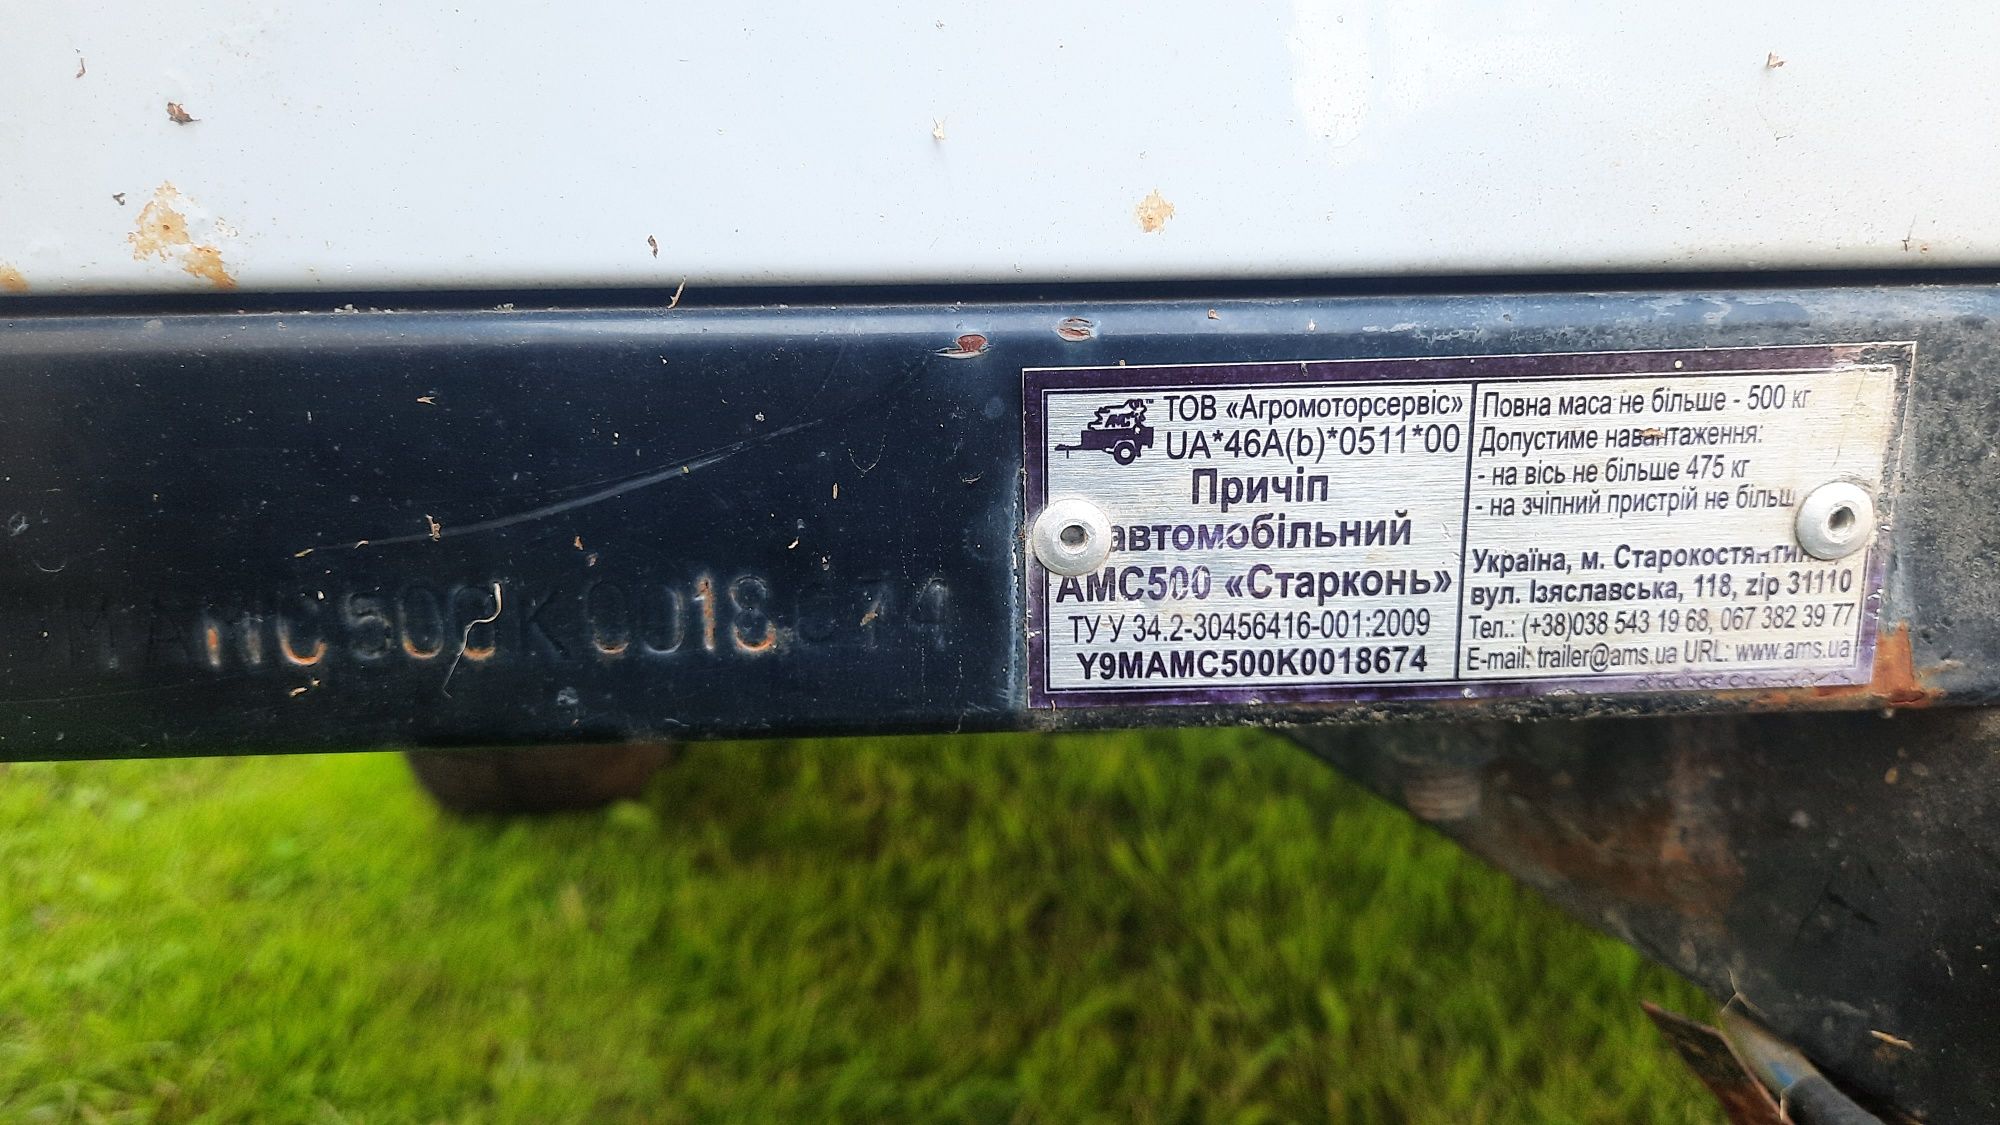 MAMC500K0018674
АМС
ТОВ «Агромоторсервіс»
UA*46A(b)*0511*00
Причіп
автомобільний
АМС500 «Старконь»
ТУ У 34.2-30456416-001:2009
Y9MAMC500K0018674
Повна маса не більше - 500 кг
Допустиме навантаження:
- на вісь не більше 475 кг
- на зчіпний пристрій не більш
Україна, м. Старокостянтин
вул. Ізяславська, 118, zip 31110
Тел.: (+38)038 543 19 68, 067 382 39 77
E-mail: trailer@ams.ua URL: www.ams.ua